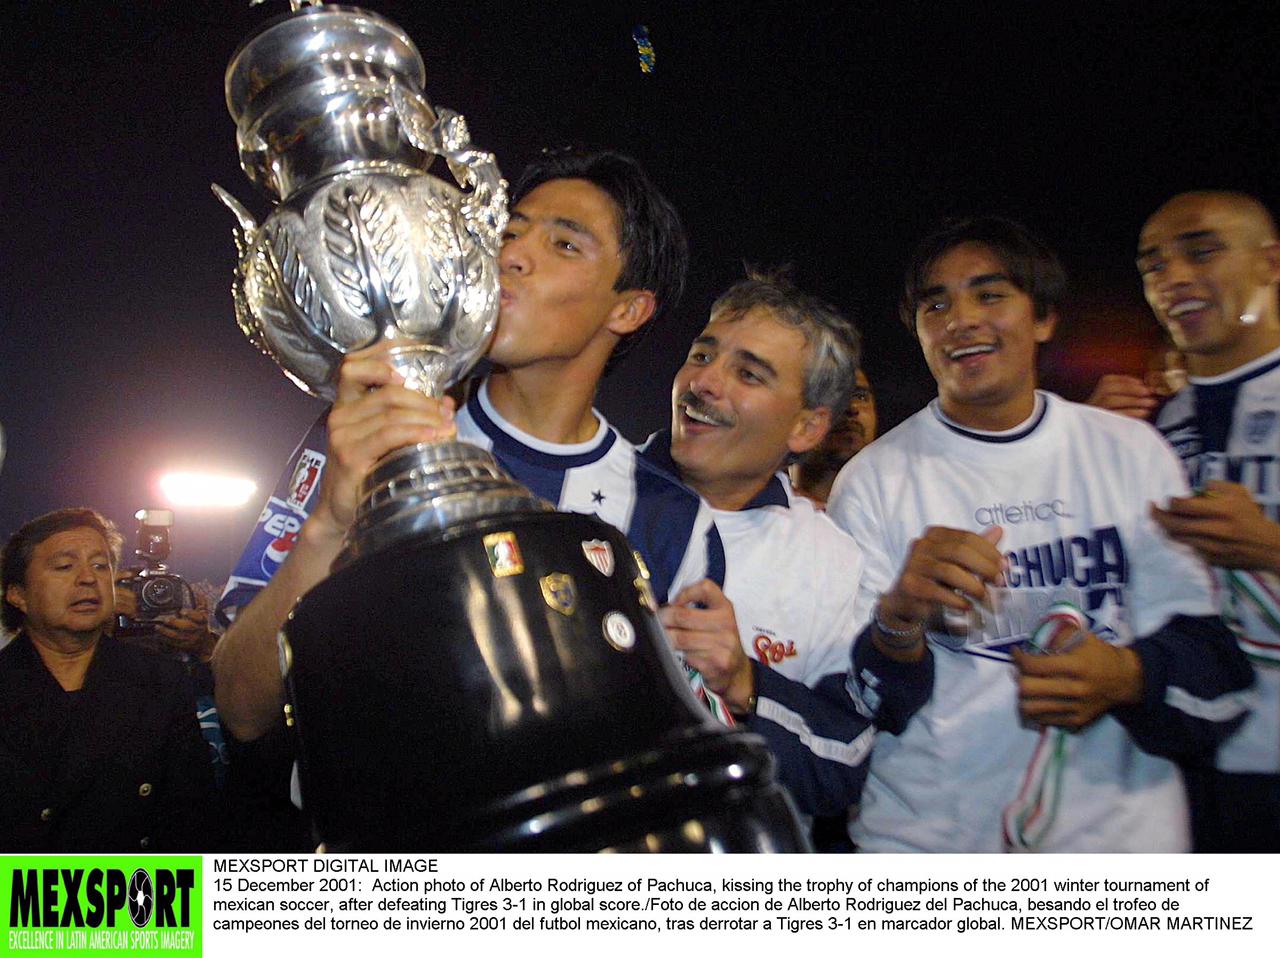 PEPSI
atletica
PACHUCA
CAMP
Sol
MEXSPORT
EXCELLENCE IN LATIN AMERICAN SPORTS IMAGERY
MEXSPORT DIGITAL IMAGE
15 December 2001:  Action photo of Alberto Rodriguez of Pachuca, kissing the trophy of champions of the 2001 winter tournament of
mexican soccer, after defeating Tigres 3-1 in global score./Foto de accion de Alberto Rodriguez del Pachuca, besando el trofeo de
campeones del torneo de invierno 2001 del futbol mexicano, tras derrotar a Tigres 3-1 en marcador global. MEXSPORT/OMAR MARTINEZ